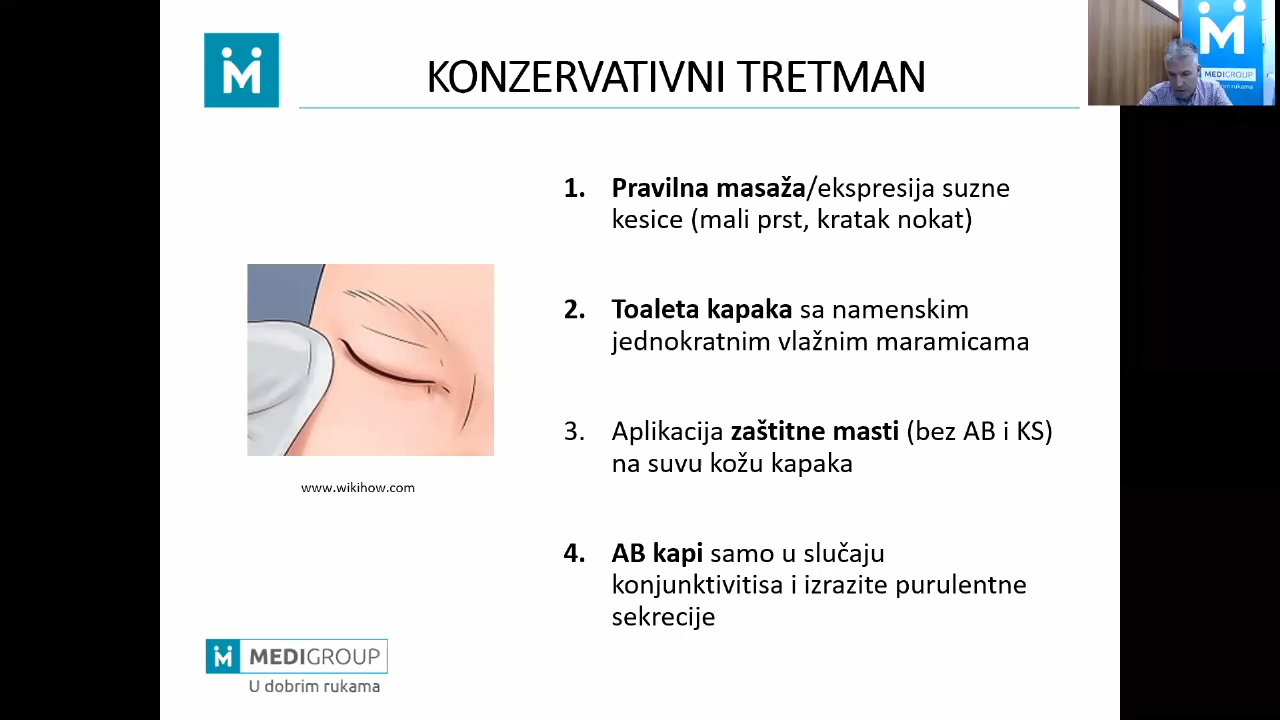 KONZERVATIVNI TRETMAN
MEDIGROUP
1. Pravilna masaža/ekspresija suzne
kesice (mali prst, kratak nokat)
2. Toaleta kapaka sa namenskim
jednokratnim vlažnim maramicama
3. Aplikacija zaštitne masti (bez AB i KS)
na suvu kožu kapaka
www.wikihow.com
4. AB kapi samo u slučaju
konjunktivitisa i izrazite purulentne
sekrecije
MEDIGROUP
U dobrim rukama